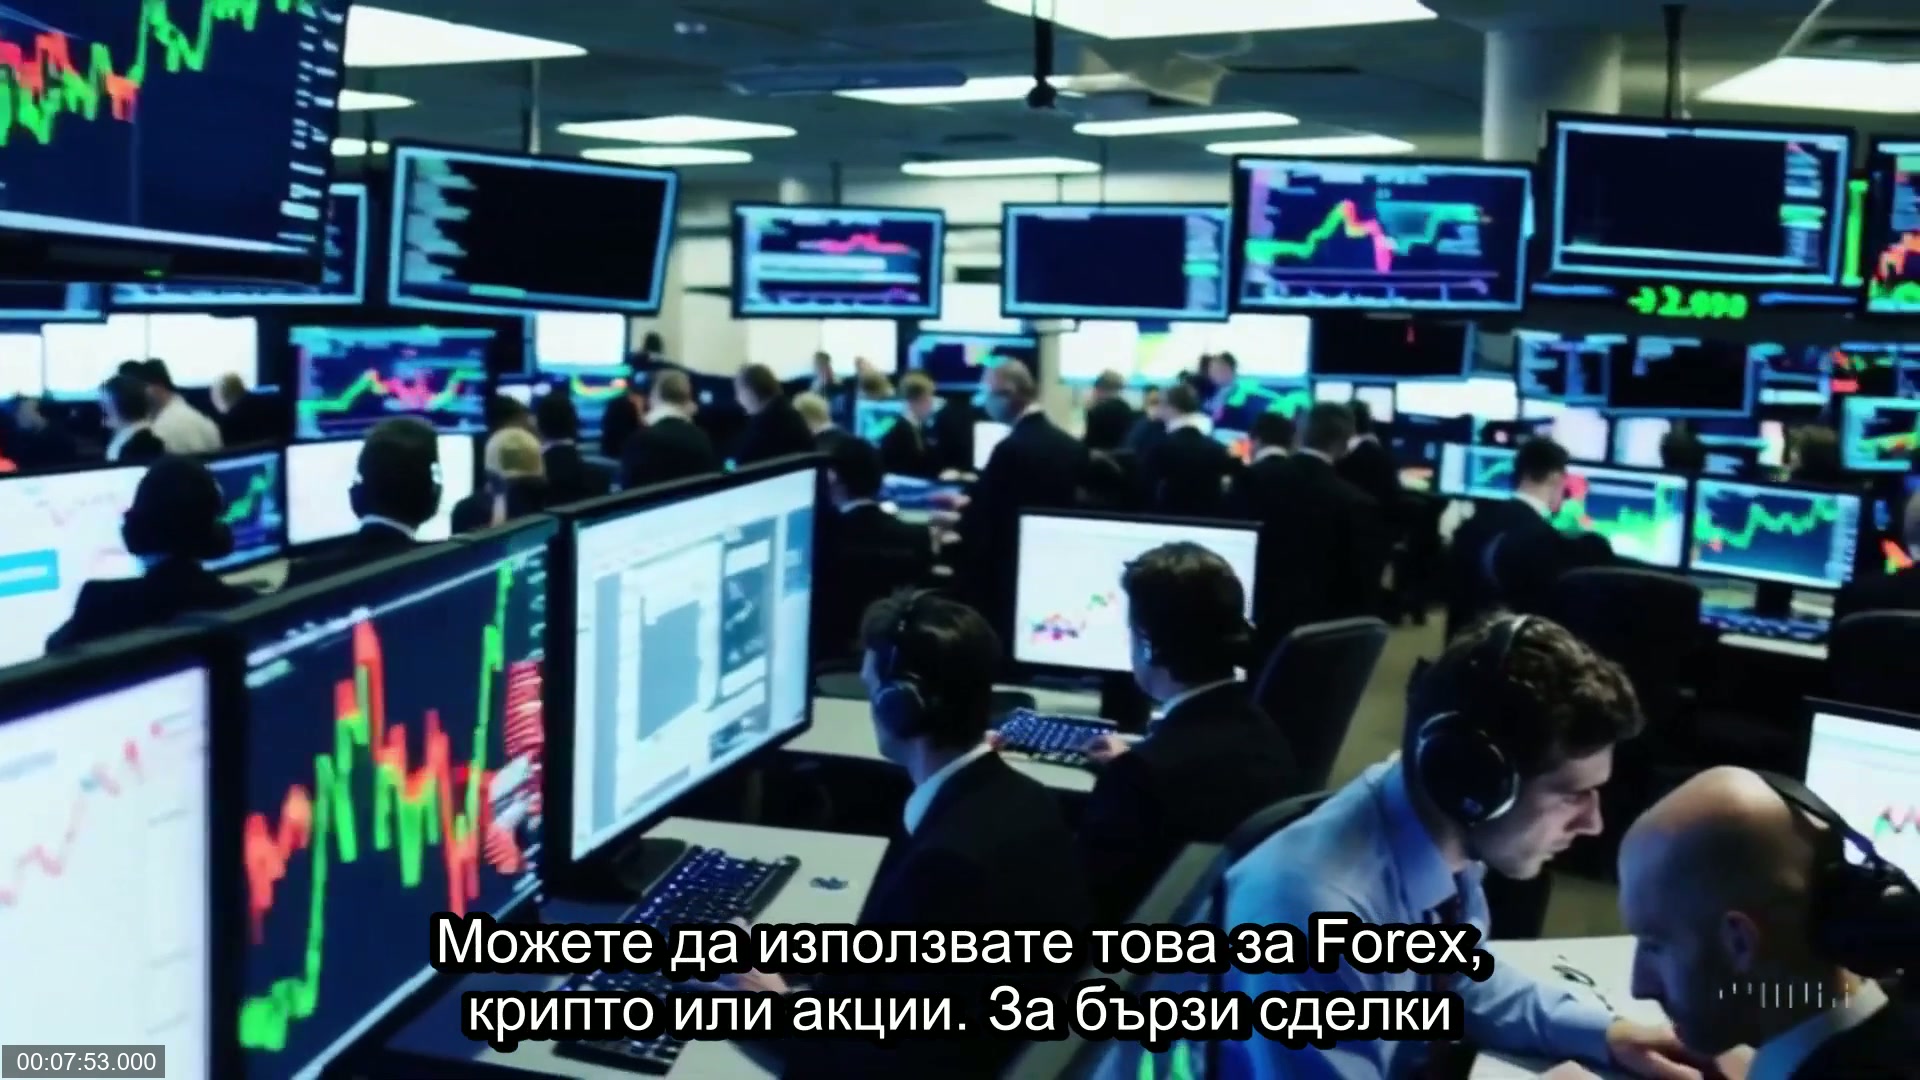 Можете да използвате това за Forex,
крипто или акции. За бързи сделки
00:07:53.000